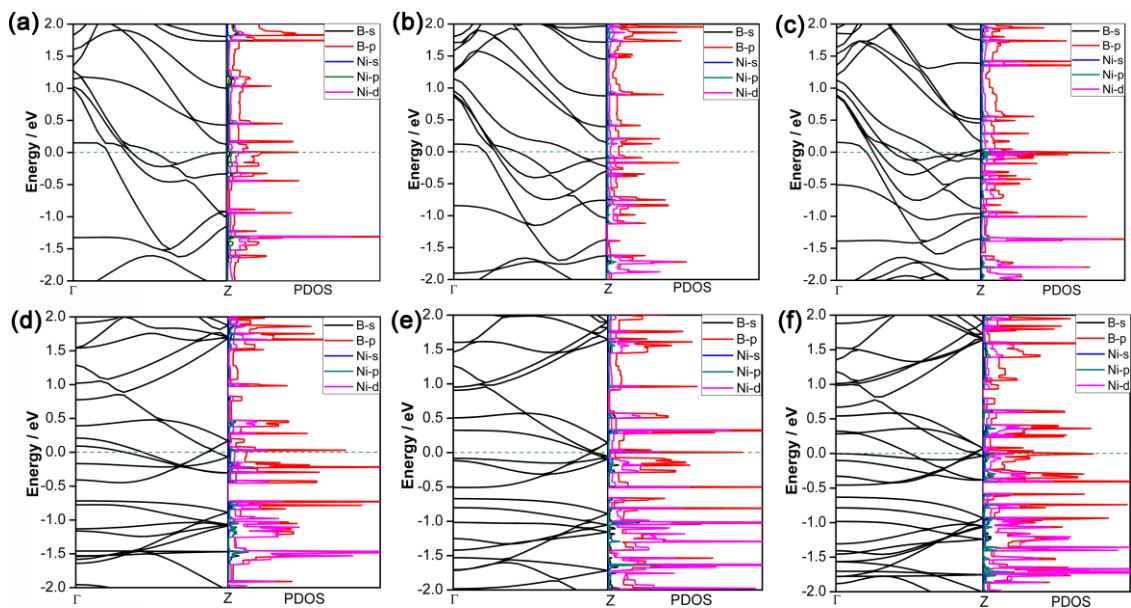 (a)
2.0
1.5
1.0
0.5
0.0
-0.5
-1.0
-1.5
-2.0
Energy / eV
Γ
Z
PDOS
B-s
B-p
Ni-s
Ni-p
Ni-d
(b)
2.0
1.5
1.0
0.5
0.0
-0.5
-1.0
-1.5
-2.0
Energy / eV
Γ
Z
PDOS
B-s
B-p
Ni-s
Ni-p
Ni-d
(c)
2.0
1.5
1.0
0.5
0.0
-0.5
-1.0
-1.5
-2.0
Energy / eV
Γ
Z
PDOS
B-s
B-p
Ni-s
Ni-p
Ni-d
(d)
2.0
1.5
1.0
0.5
0.0
-0.5
-1.0
-1.5
-2.0
Energy / eV
Γ
Z
PDOS
B-s
B-p
Ni-s
Ni-p
Ni-d
(e)
2.0
1.5
1.0
0.5
0.0
-0.5
-1.0
-1.5
-2.0
Energy / eV
Γ
Z
PDOS
B-s
B-p
Ni-s
Ni-p
Ni-d
(f)
2.0
1.5
1.0
0.5
0.0
-0.5
-1.0
-1.5
-2.0
Energy / eV
Γ
Z
PDOS
B-s
B-p
Ni-s
Ni-p
Ni-d